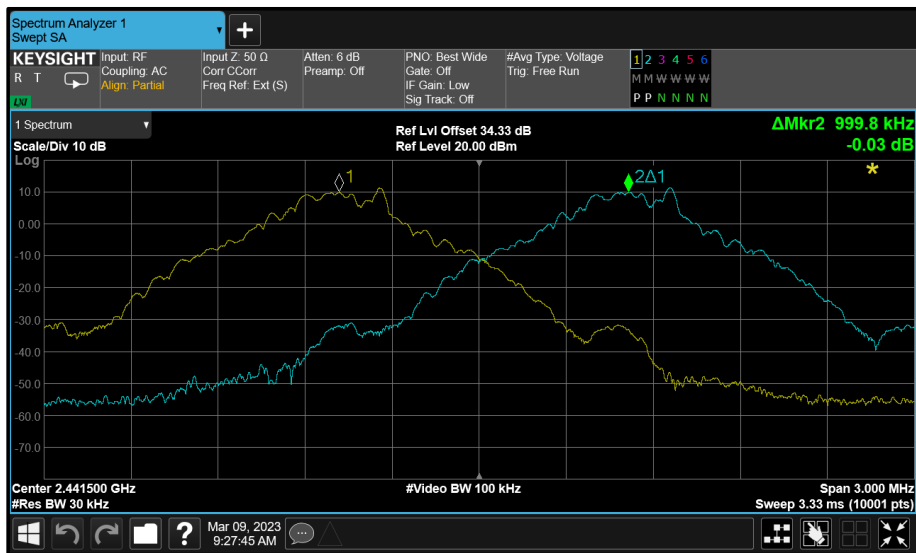 Spectrum Analyzer 1
Swept SA
KEYSIGHT
R T
LXI
Input: RF
Coupling: AC
Align: Partial
Input Z: 50 Ω
Corr CCorr
Freq Ref: Ext (S)
Atten: 6 dB
Preamp: Off
PNO: Best Wide
Gate: Off
IF Gain: Low
Sig Track: Off
#Avg Type: Voltage
Trig: Free Run
1 2 3 4 5 6
M M W W W W
P P N N N N
1 Spectrum
Scale/Div 10 dB
Log
Ref Lvl Offset 34.33 dB
Ref Level 20.00 dBm
ΔMkr2 999.8 kHz
-0.03 dB
*
1
2Δ1
10.0
0.00
-10.0
-20.0
-30.0
-40.0
-50.0
-60.0
-70.0
Center 2.441500 GHz
#Res BW 30 kHz
#Video BW 100 kHz
Span 3.000 MHz
Sweep 3.33 ms (10001 pts)
?
Mar 09, 2023
9:27:45 AM